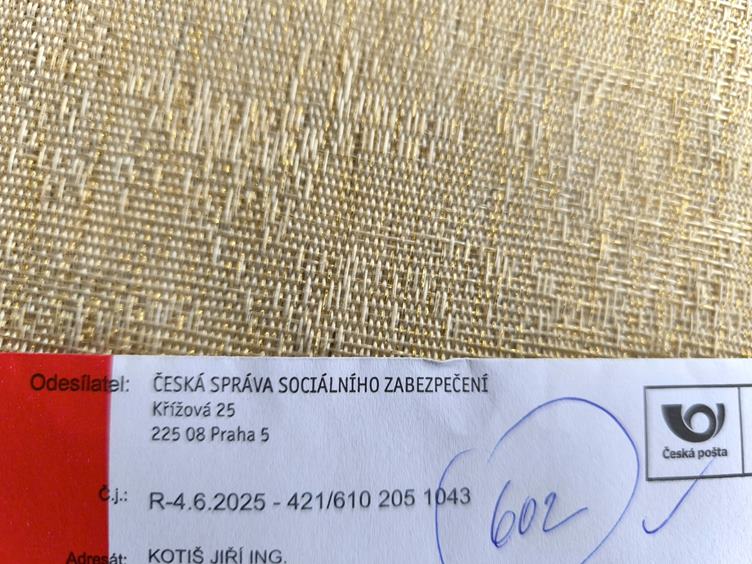 Odesílatel: ČESKÁ SPRÁVA SOCIÁLNÍHO ZABEZPEČENÍ
Křížová 25
225 08 Praha 5
Česká pošta
Č.j.: R-4.6.2025 - 421/610 205 1043
602
Adresát: KOTIŠ JIŘÍ ING.